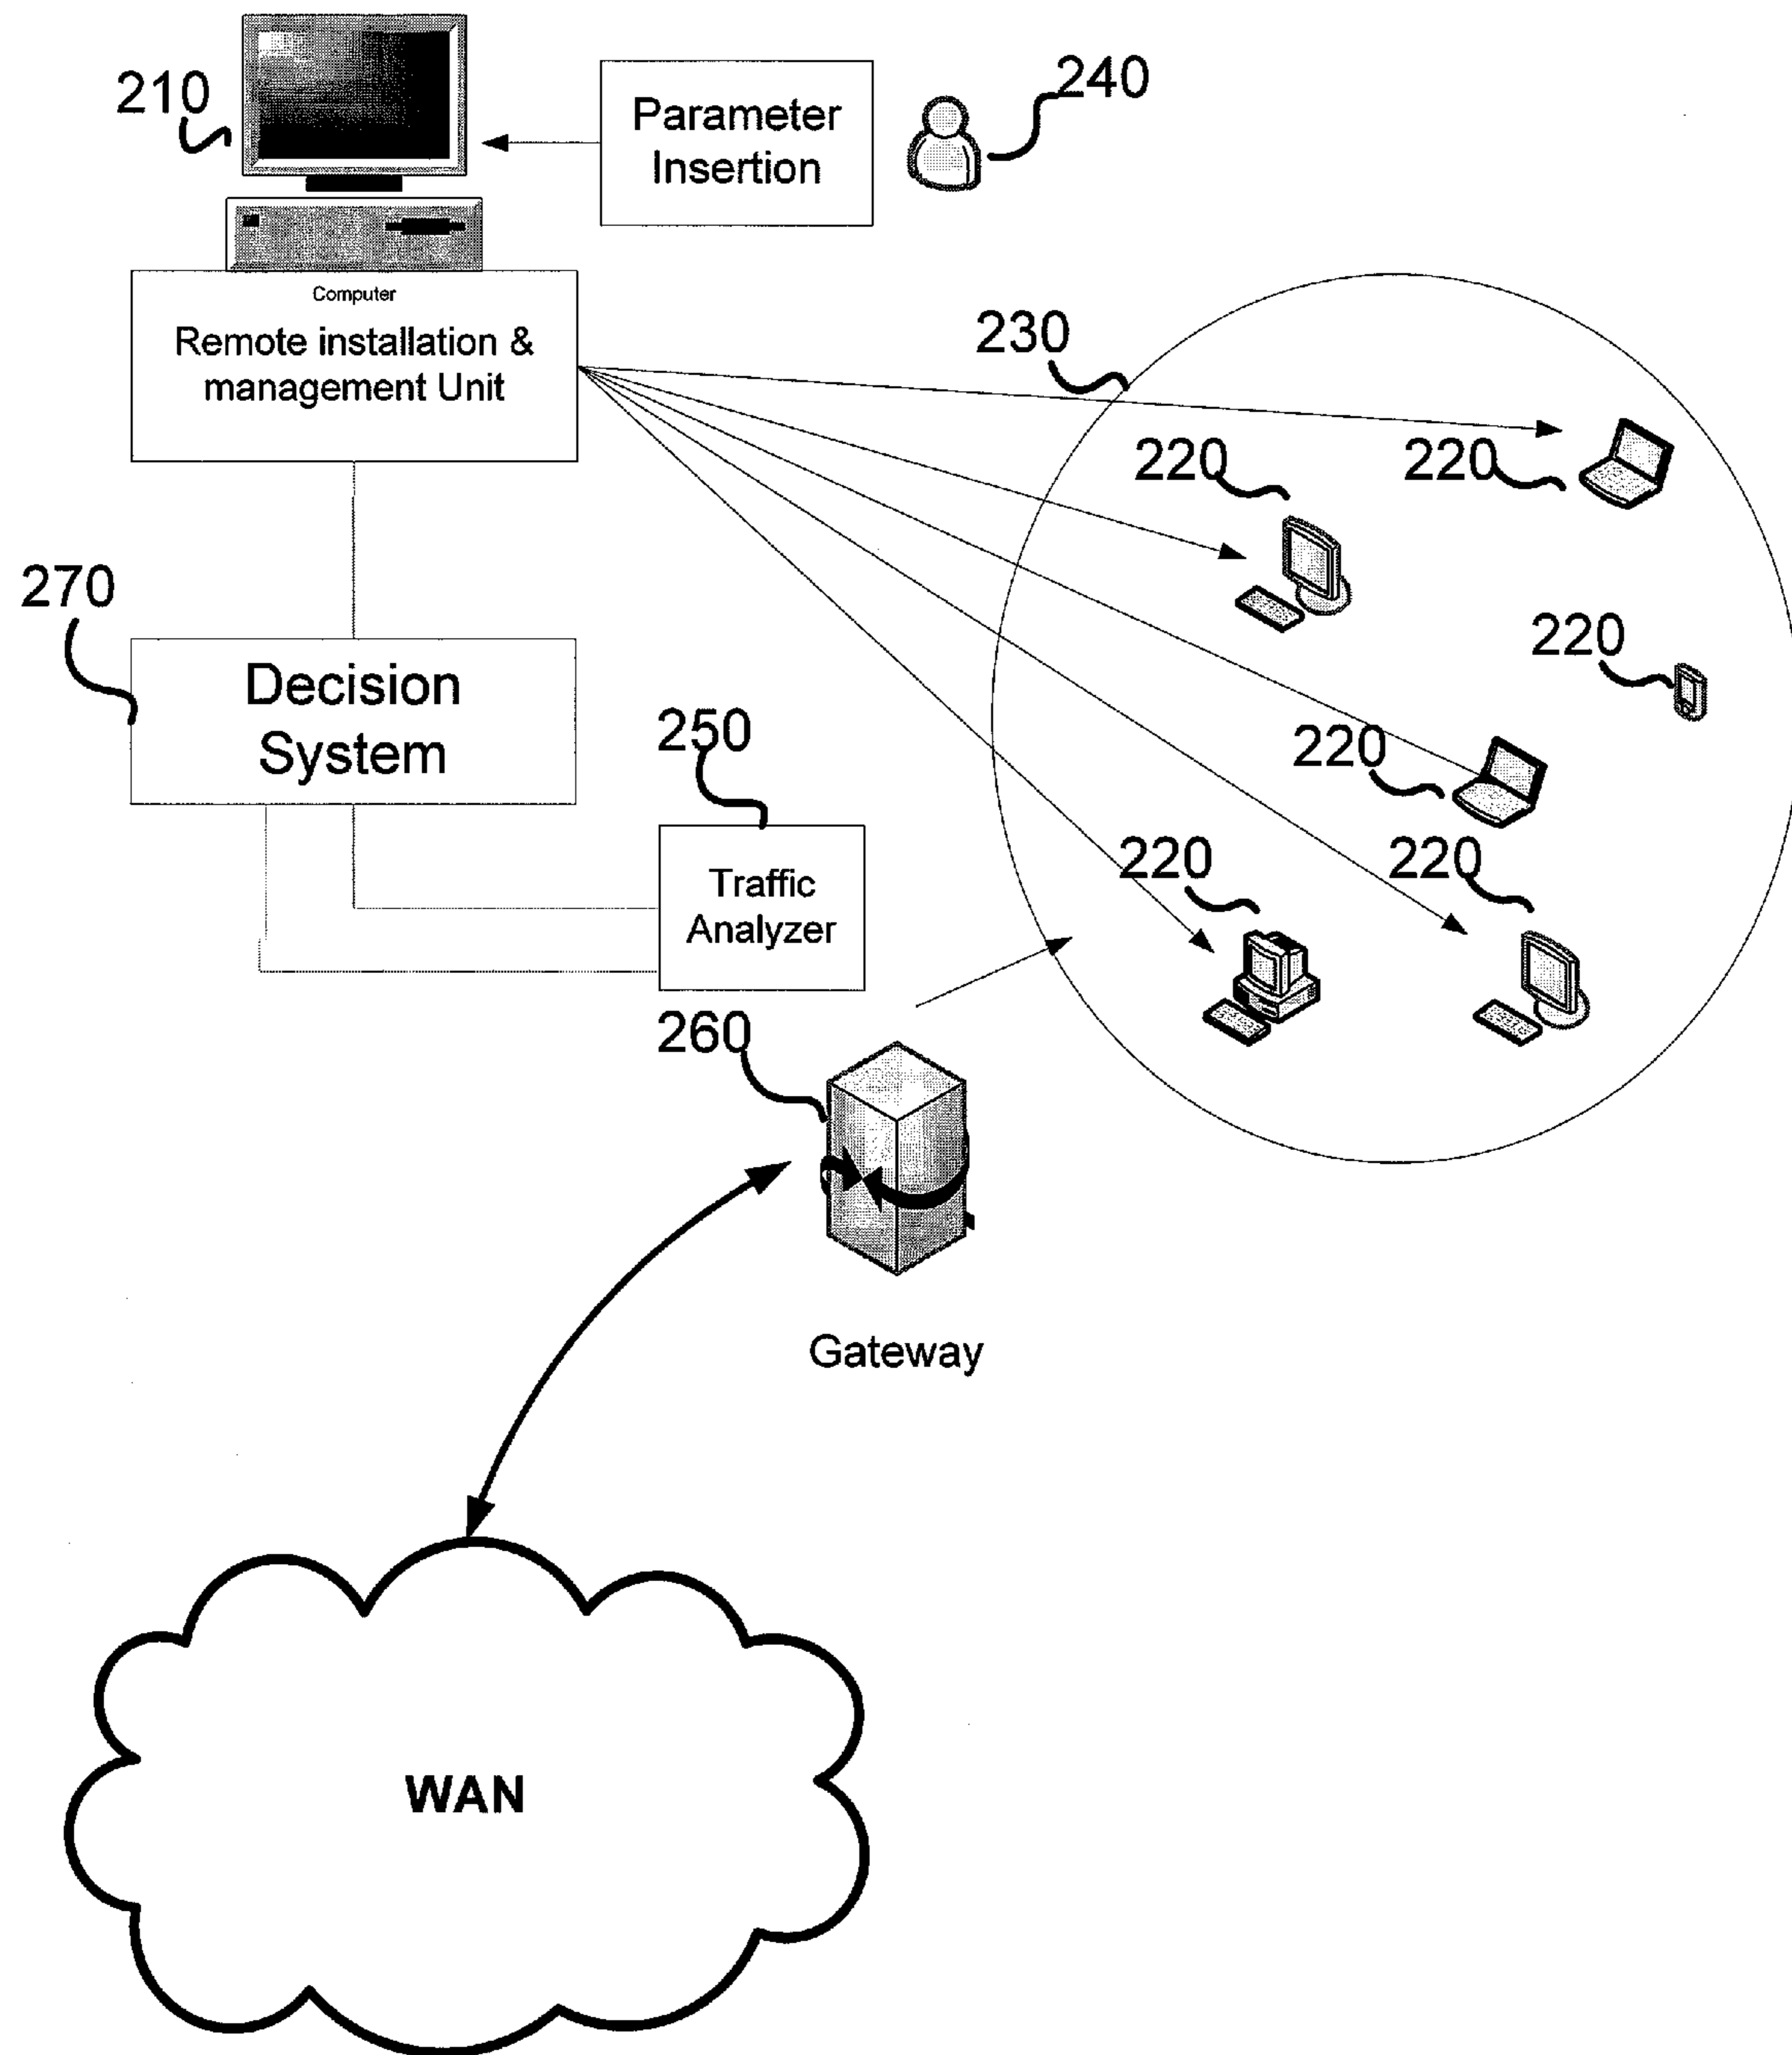 210
Parameter
Insertion
240
Computer
Remote installation &
management Unit
230
220
220
270
Decision
System
220
250
220
Traffic
Analyzer
220
220
260
Gateway
WAN